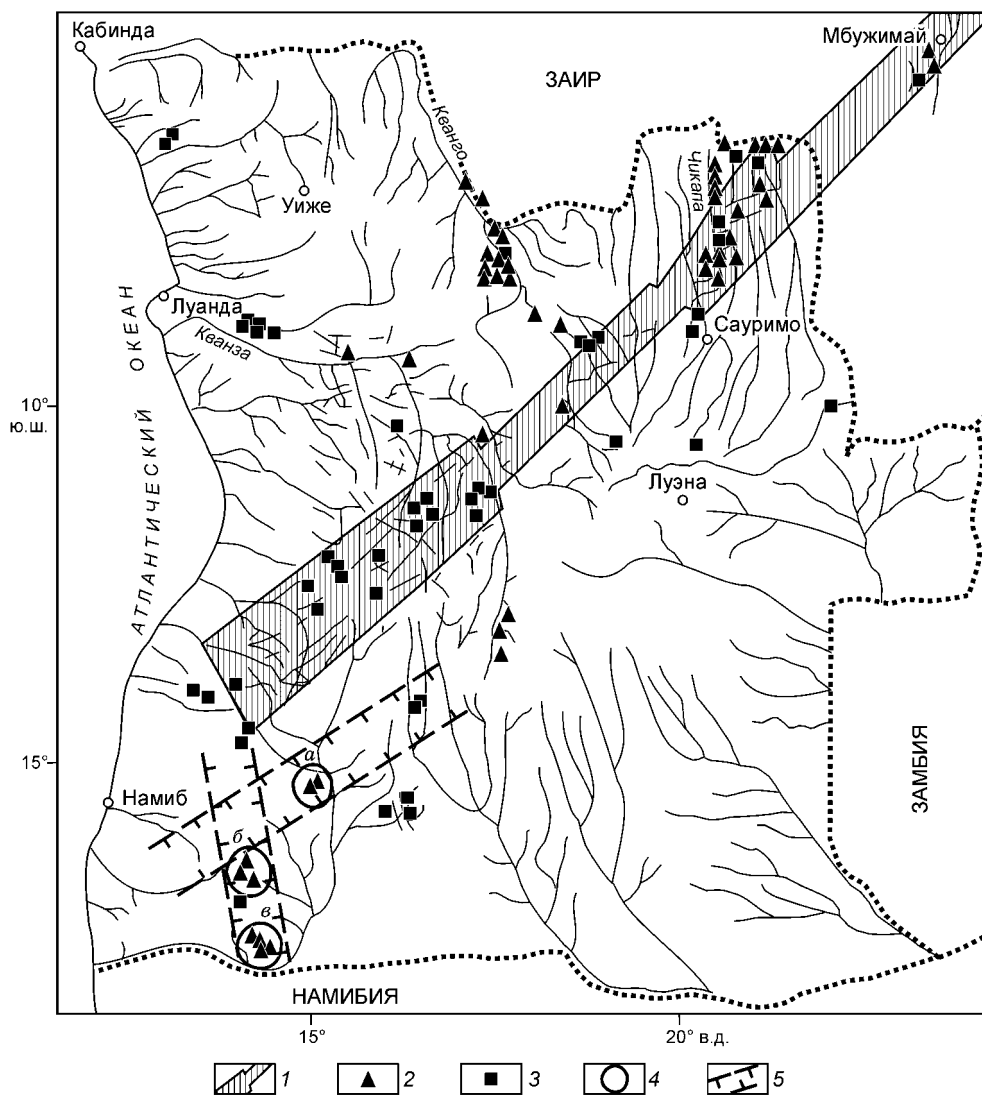 Кабинда
Мбужимай
ЗАИР
Кванго
Чикапа
Уиже
АТЛАНТИЧЕСКИЙ ОКЕАН
Луанда
Кванза
Сауримо
10°
ю.ш.
Луэна
ЗАМБИЯ
15°
а
Намиб
б
в
НАМИБИЯ
15°
20° в.д.
1 2 3 4 5